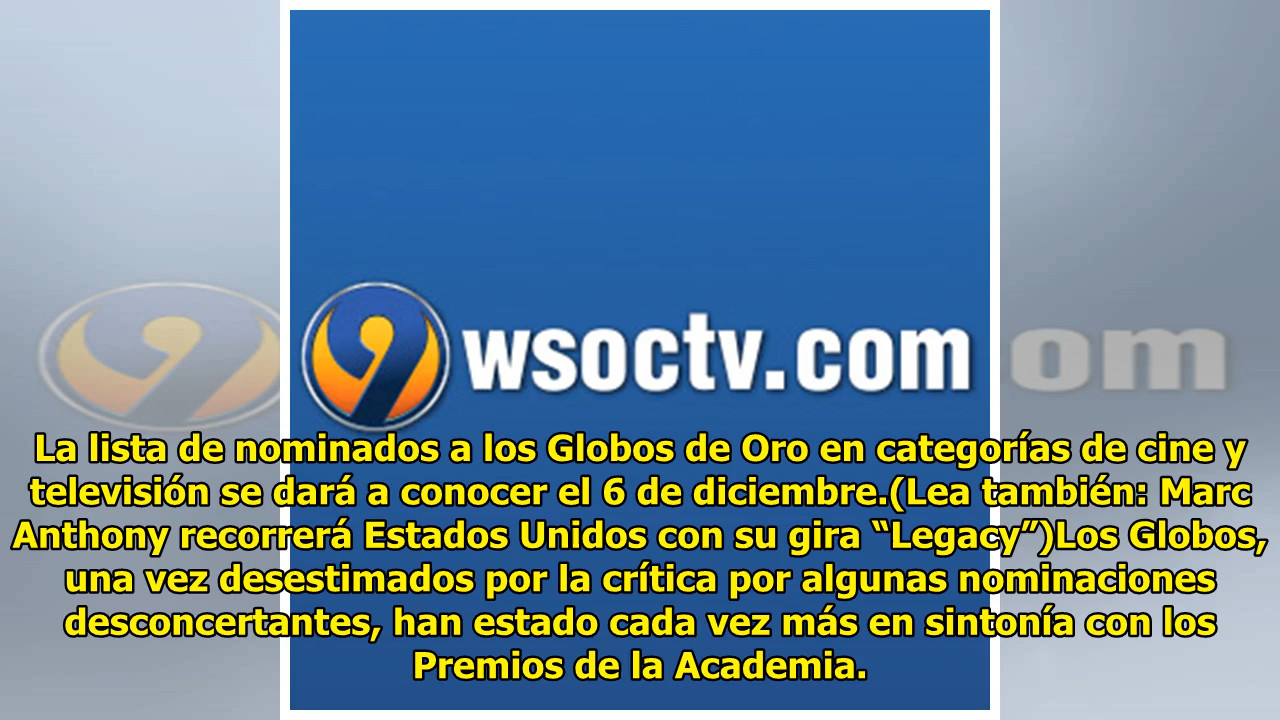 9 wsoctv.com
om
La lista de nominados a los Globos de Oro en categorías de cine y
televisión se dará a conocer el 6 de diciembre.(Lea también: Marc
Anthony recorrerá Estados Unidos con su gira “Legacy”)Los Globos,
una vez desestimados por la crítica por algunas nominaciones
desconcertantes, han estado cada vez más en sintonía con los
Premios de la Academia.